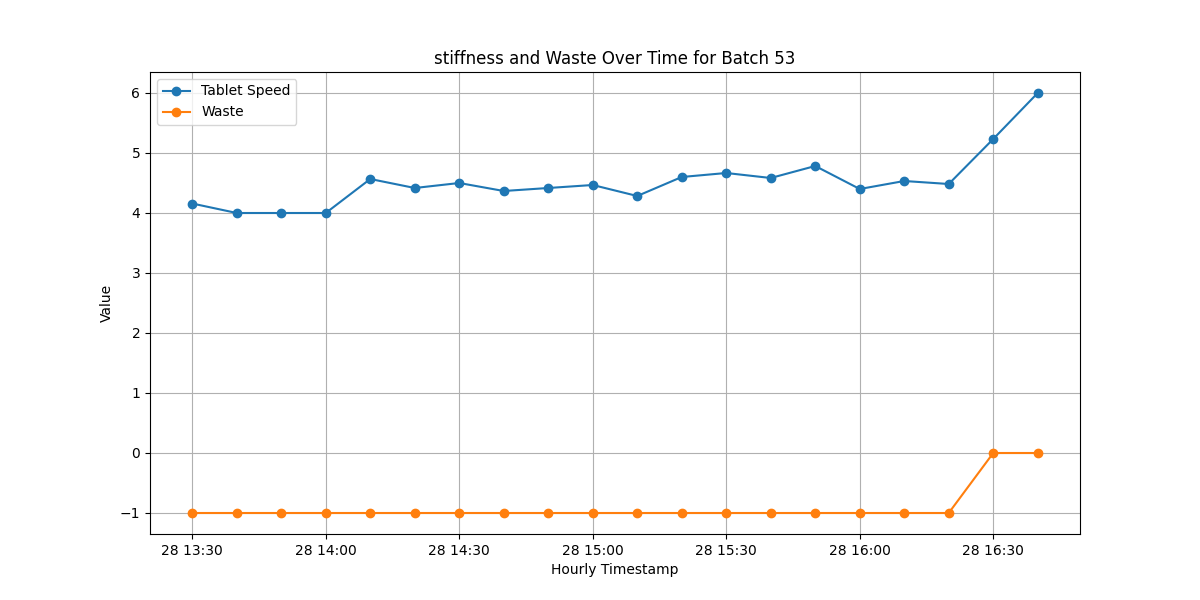 stiffness and Waste Over Time for Batch 53
Tablet Speed
Waste
6
5
4
3
2
1
0
−1
Value
28 13:30 28 14:00 28 14:30 28 15:00 28 15:30 28 16:00 28 16:30
Hourly Timestamp